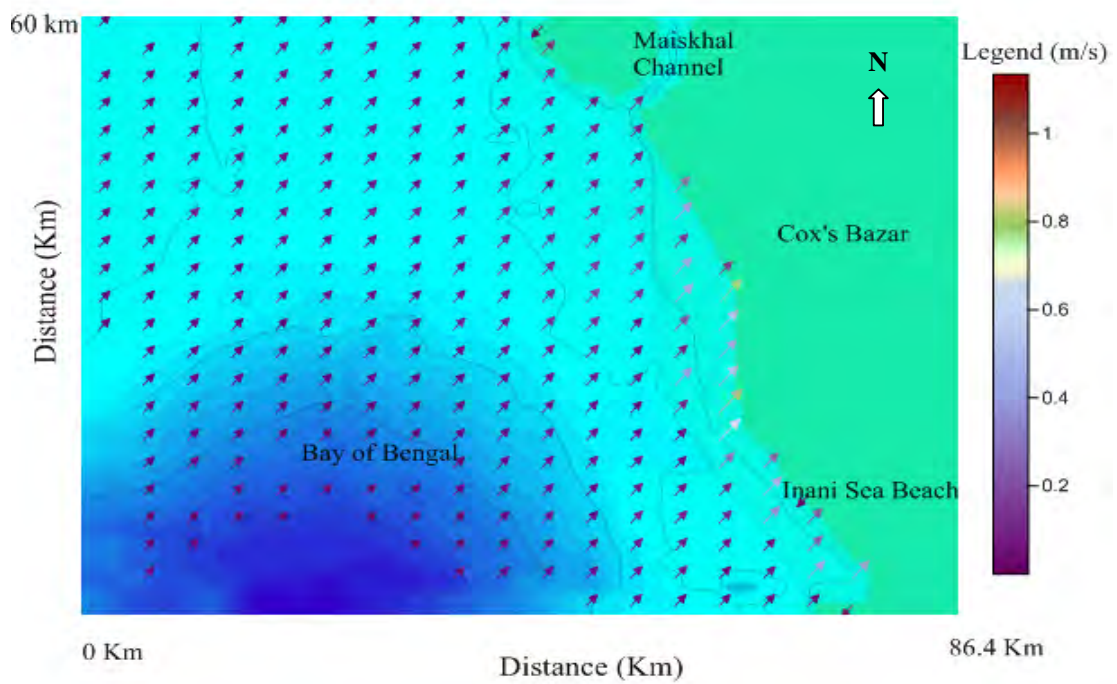 60 km
Maiskhal
Channel
N
Legend (m/s)
1
0.8
0.6
0.4
0.2
Distance (Km)
Cox's Bazar
Bay of Bengal
Inani Sea Beach
0 Km
Distance (Km)
86.4 Km